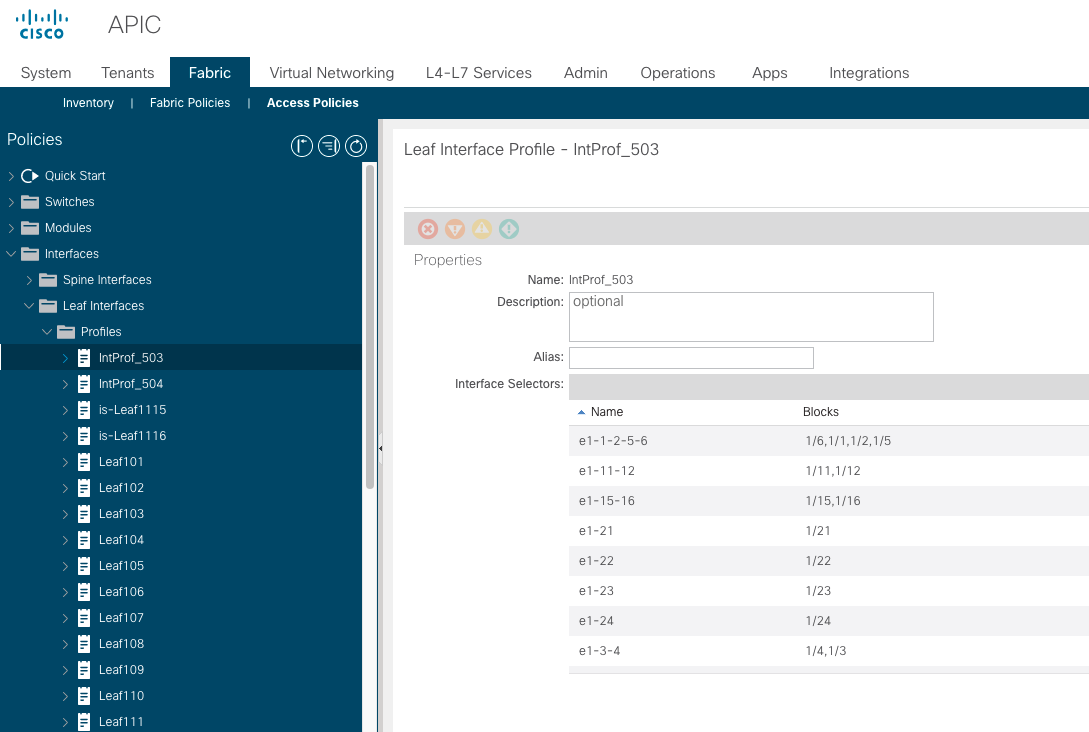 cisco
APIC
System Tenants Fabric Virtual Networking L4-L7 Services Admin Operations Apps Integrations
Inventory | Fabric Policies | Access Policies
Policies
Quick Start
Switches
Modules
Interfaces
Spine Interfaces
Leaf Interfaces
Profiles
IntProf_503
IntProf_504
is-Leaf1115
is-Leaf1116
Leaf101
Leaf102
Leaf103
Leaf104
Leaf105
Leaf106
Leaf107
Leaf108
Leaf109
Leaf110
Leaf111
Leaf Interface Profile - IntProf_503
Properties
Name: IntProf_503
Description: optional
Alias:
Interface Selectors:
Name Blocks
e1-1-2-5-6 1/6,1/1,1/2,1/5
e1-11-12 1/11,1/12
e1-15-16 1/15,1/16
e1-21 1/21
e1-22 1/22
e1-23 1/23
e1-24 1/24
e1-3-4 1/4,1/3